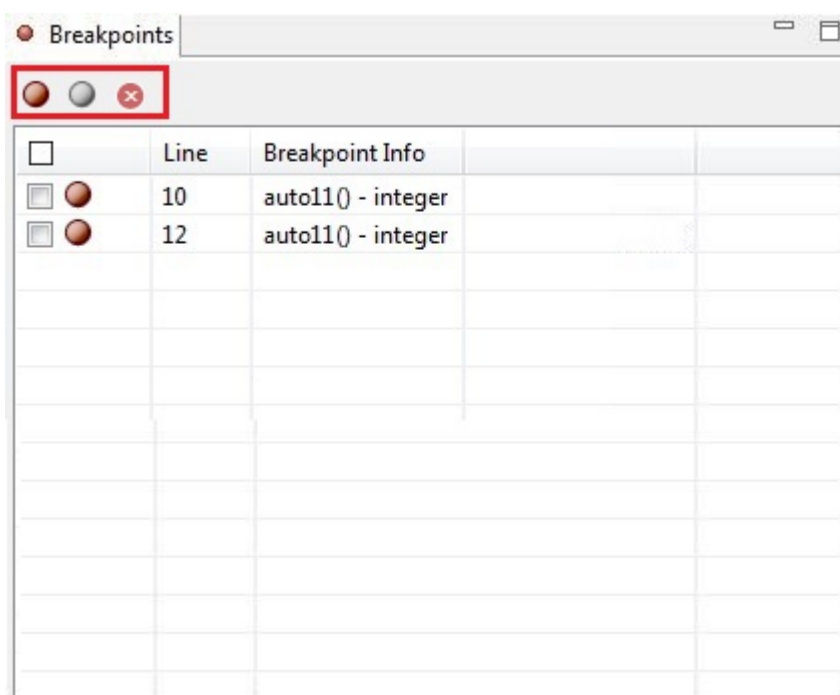 Breakpoints
Line Breakpoint Info
10 auto11() - integer
12 auto11() - integer